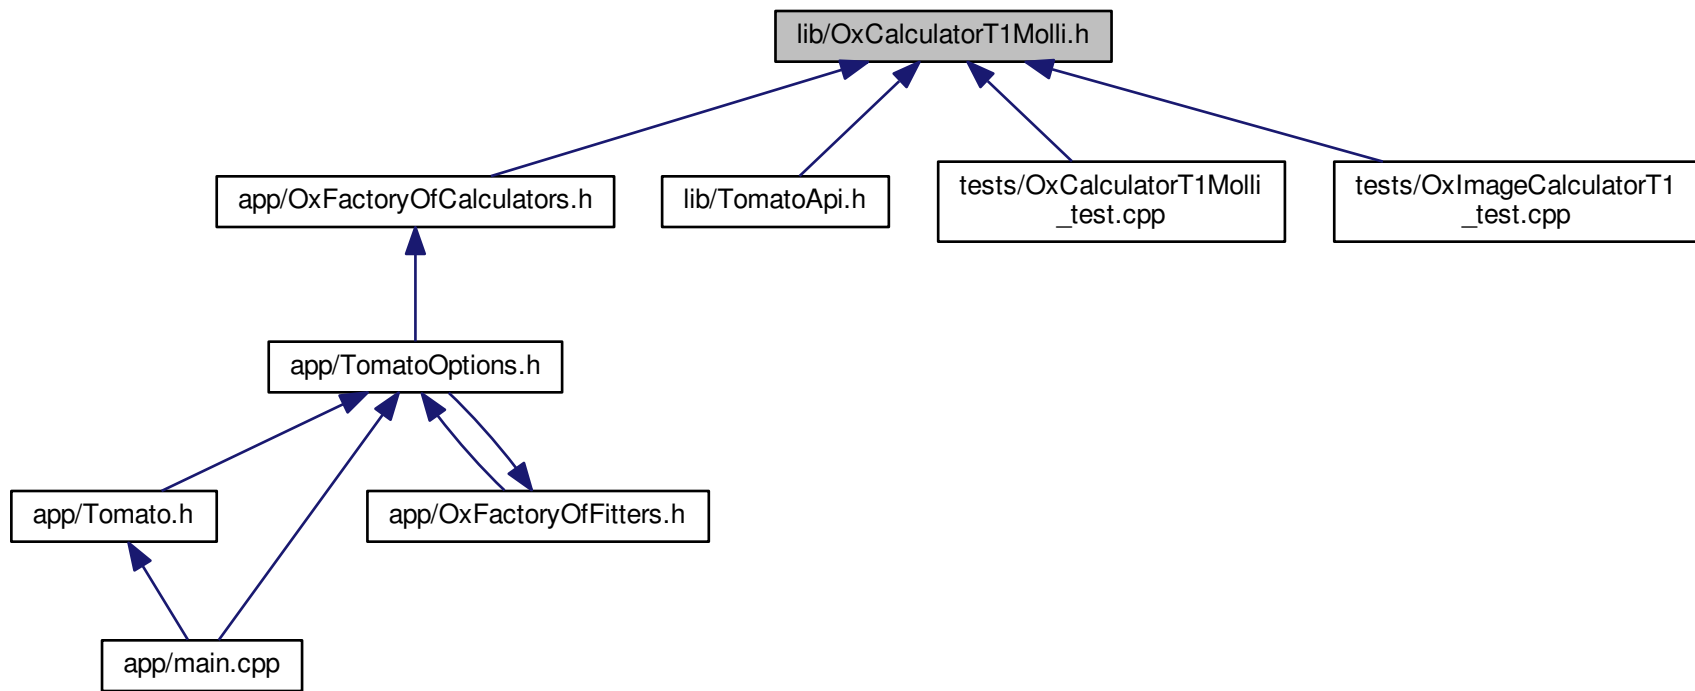 lib/OxCalculatorT1Molli.h
app/OxFactoryOfCalculators.h
lib/TomatoApi.h
tests/OxCalculatorT1Molli
_test.cpp
tests/OxImageCalculatorT1
_test.cpp
app/TomatoOptions.h
app/Tomato.h
app/OxFactoryOfFitters.h
app/main.cpp